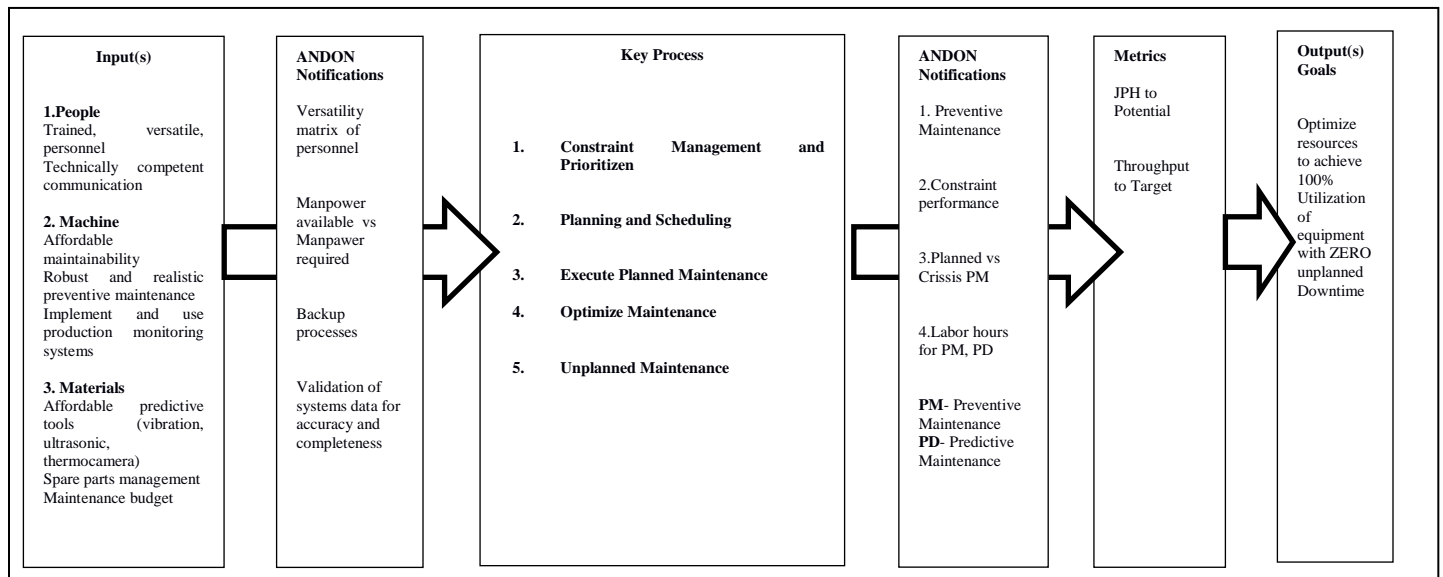 Input(s)
1.People
Trained, versatile,
personnel
Technically competent
communication
2. Machine
Affordable
maintainability
Robust and realistic
preventive maintenance
Implement and use
production monitoring
systems
3. Materials
Affordable predictive
tools (vibration,
ultrasonic,
thermocamera)
Spare parts management
Maintenance budget
ANDON
Notifications
Versatility
matrix of
personnel
Manpower
available vs
Manpawer
required
Backup
processes
Validation of
systems data for
accuracy and
completeness
Key Process
1. Constraint Management and
Prioritizen
2. Planning and Scheduling
3. Execute Planned Maintenance
4. Optimize Maintenance
5. Unplanned Maintenance
ANDON
Notifications
1. Preventive
Maintenance
2.Constraint
performance
3.Planned vs
Crissis PM
4.Labor hours
for PM, PD
PM- Preventive
Maintenance
PD- Predictive
Maintenance
Metrics
JPH to
Potential
Throughput
to Target
Output(s)
Goals
Optimize
resources
to achieve
100%
Utilization
of
equipment
with ZERO
unplanned
Downtime